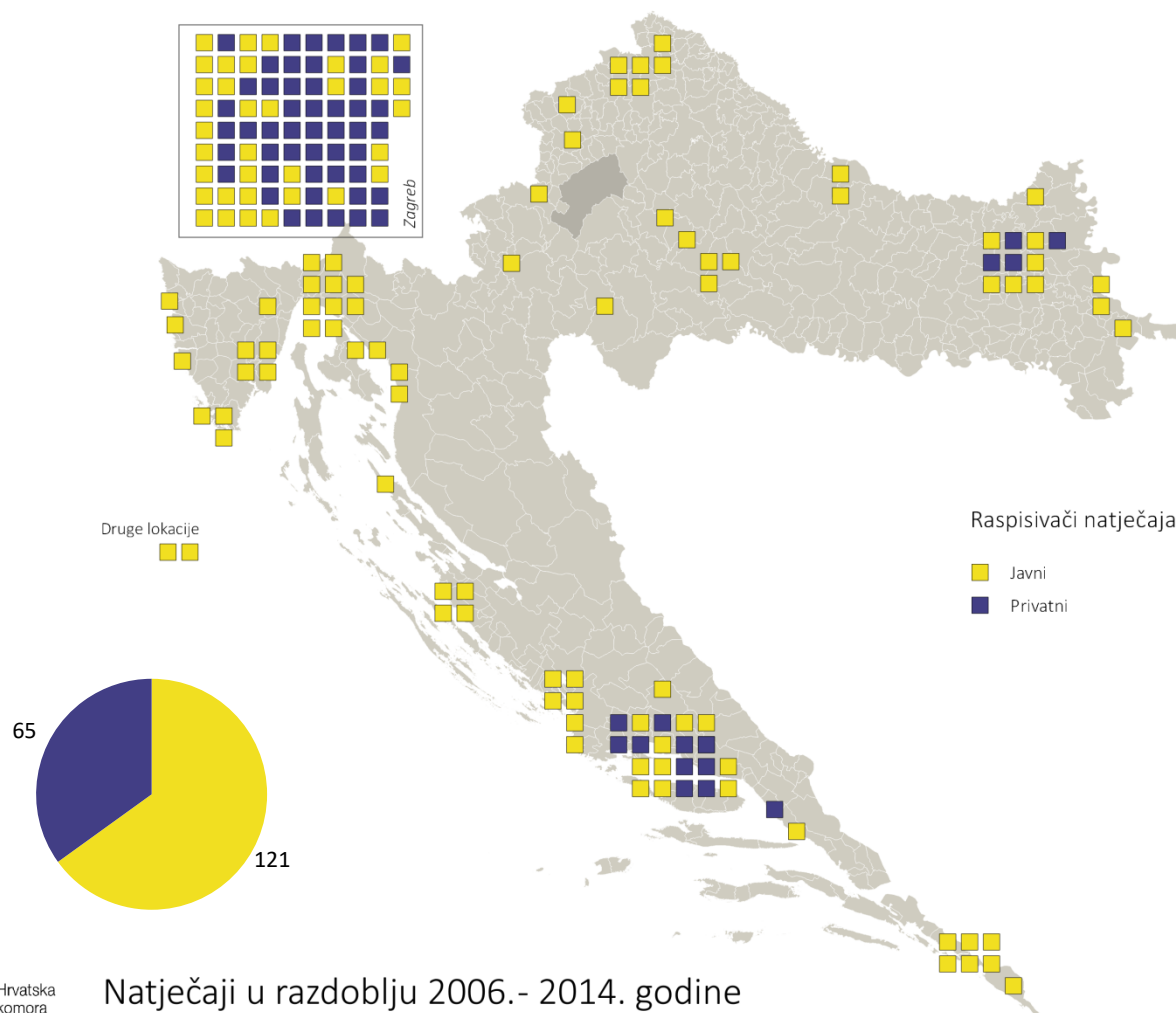 Zagreb
Druge lokacije
Raspisivači natječaja
Javni
Privatni
65
121
Hrvatska
komora
Natječaji u razdoblju 2006.- 2014. godine